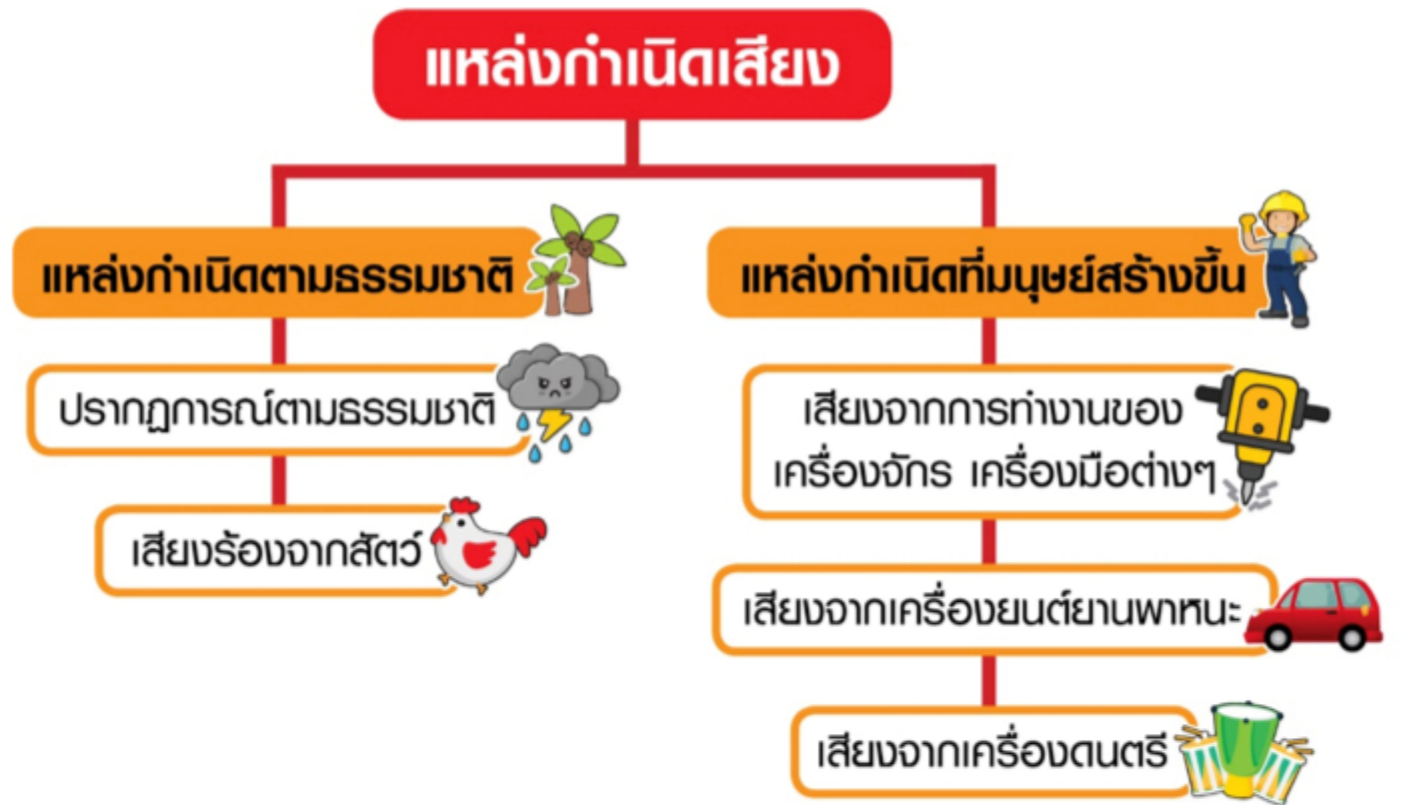 แหล่งกำเนิดเสียง
แหล่งกำเนิดตามธรรมชาติ
ปรากฏการณ์ตามธรรมชาติ
เสียงร้องจากสัตว์
แหล่งกำเนิดที่มนุษย์สร้างขึ้น
เสียงจากการทำงานของ
เครื่องจักร เครื่องมือต่างๆ
เสียงจากเครื่องยนต์ยานพาหนะ
เสียงจากเครื่องดนตรี